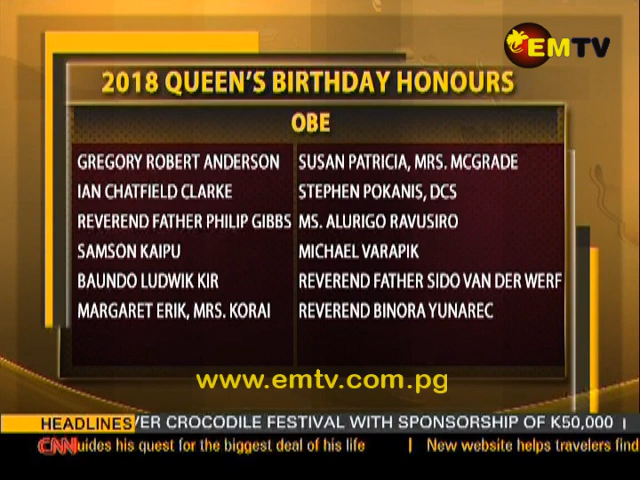 EMTV
2018 QUEEN'S BIRTHDAY HONOURS
OBE
GREGORY ROBERT ANDERSON
IAN CHATFIELD CLARKE
REVEREND FATHER PHILIP GIBBS
SAMSON KAIPU
BAUNDO LUDWIK KIR
MARGARET ERIK, MRS. KORAI
SUSAN PATRICIA, MRS. MCGRADE
STEPHEN POKANIS, DCS
MS. ALURIGO RAVUSIRO
MICHAEL VARAPIK
REVEREND FATHER SIDO VAN DER WERF
REVEREND BINORA YUNAREC
www.emtv.com.pg
HEADLINES VER CROCODILE FESTIVAL WITH SPONSORSHIP OF K50,000 |
CNN uides his quest for the biggest deal of his life | New website helps travelers find